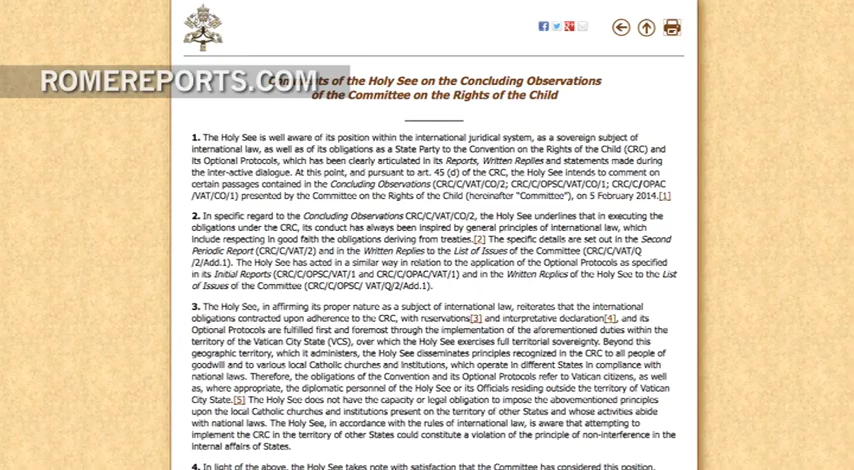 ROMEREPORTS.COM
Comments of the Holy See on the Concluding Observations
of the Committee on the Rights of the Child
1. The Holy See is well aware of its position within the international juridical system, as a sovereign subject of
international law, as well as of its obligations as a State Party to the Convention on the Rights of the Child (CRC) and
its Optional Protocols, which has been clearly articulated in its Reports, Written Replies and statements made during
the inter-active dialogue. At this point, and pursuant to art. 45 (d) of the CRC, the Holy See intends to comment on
certain passages contained in the Concluding Observations (CRC/C/VAT/CO/2; CRC/C/OPSC/VAT/CO/1; CRC/C/OPAC
/VAT/CO/1) presented by the Committee on the Rights of the Child (hereinafter “Committee”), on 5 February 2014.[1]
2. In specific regard to the Concluding Observations CRC/C/VAT/CO/2, the Holy See underlines that in executing the
obligations under the CRC, its conduct has always been inspired by general principles of international law, which
include respecting in good faith the obligations deriving from treaties.[2] The specific details are set out in the Second
Periodic Report (CRC/C/VAT/2) and in the Written Replies to the List of Issues of the Committee (CRC/C/VAT/Q
/2/Add.1). The Holy See has acted in a similar way in relation to the application of the Optional Protocols as specified
in its Initial Reports (CRC/C/OPSC/VAT/1 and CRC/C/OPAC/VAT/1) and in the Written Replies of the Holy See to the List
of Issues of the Committee (CRC/C/OPSC/ VAT/Q/2/Add.1).
3. The Holy See, in affirming its proper nature as a subject of international law, reiterates that the international
obligations contracted upon adherence to the CRC, with reservations[3] and interpretative declaration[4], and its
Optional Protocols are fulfilled first and foremost through the implementation of the aforementioned duties within the
territory of the Vatican City State (VCS), over which the Holy See exercises full territorial sovereignty. Beyond this
geographic territory, which it administers, the Holy See disseminates principles recognized in the CRC to all people of
goodwill and to various local Catholic churches and institutions, which operate in different States in compliance with
national laws. Therefore, the obligations of the Convention and its Optional Protocols refer to Vatican citizens, as well
as, where appropriate, the diplomatic personnel of the Holy See or its Officials residing outside the territory of Vatican
City State.[5] The Holy See does not have the capacity or legal obligation to impose the abovementioned principles
upon the local Catholic churches and institutions present on the territory of other States and whose activities abide
with national laws. The Holy See, in accordance with the rules of international law, is aware that attempting to
implement the CRC in the territory of other States could constitute a violation of the principle of non-interference in the
internal affairs of States.
4. In light of the above, the Holy See takes note with satisfaction that the Committee has considered this position,